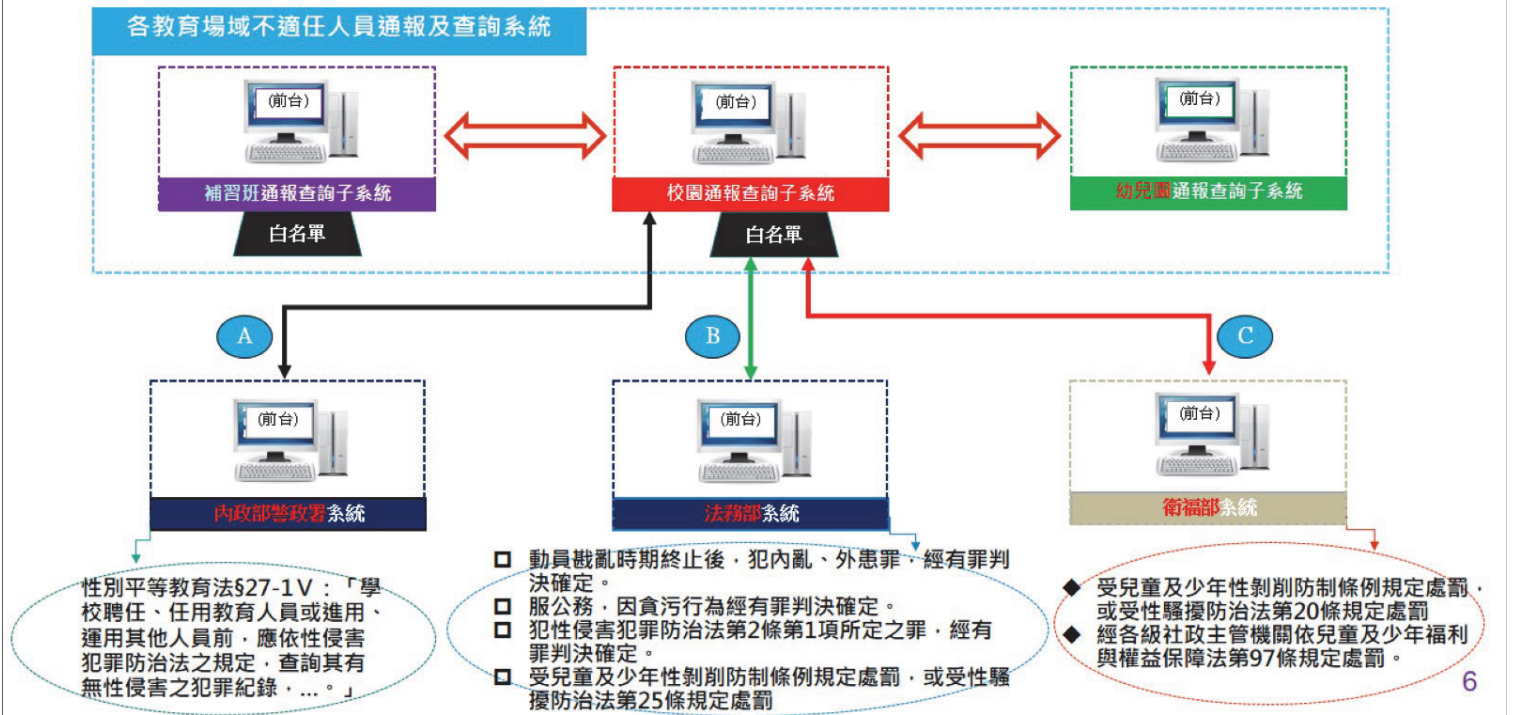 各教育場域不適任人員通報及查詢系統
(前台)
(前台)
(前台)
補習班通報查詢子系統
校園通報查詢子系統
幼兒園通報查詢子系統
白名單
白名單
A
B
C
(前台)
(前台)
(前台)
內政部警政署系統
法務部系統
衛福部系統
性別平等教育法§27-1Ⅴ：「學
校聘任、任用教育人員或進用、
運用其他人員前，應依性侵害
犯罪防治法之規定，查詢其有
無性侵害之犯罪紀錄，…。」
動員戡亂時期終止後，犯內亂、外患罪，經有罪判
決確定。
服公務，因貪污行為經有罪判決確定。
犯性侵害犯罪防治法第2條第1項所定之罪，經有
罪判決確定。
受兒童及少年性剝削防制條例規定處罰，或受性騷
擾防治法第25條規定處罰
受兒童及少年性剝削防制條例規定處罰，
或受性騷擾防治法第20條規定處罰
經各級社政主管機關依兒童及少年福利
與權益保障法第97條規定處罰。
6